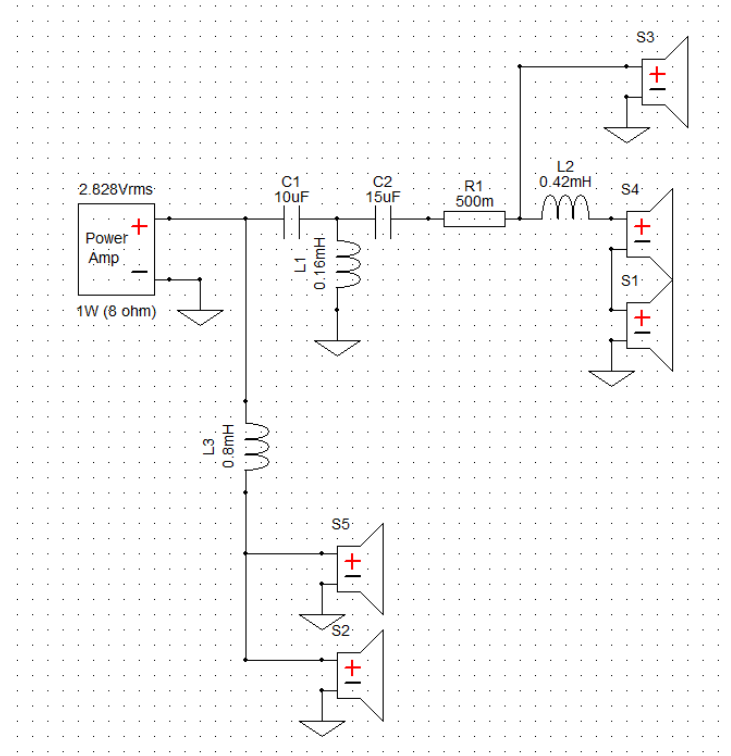 S3
+
−
L2
0.42mH
S4
+
−
S1
+
−
C1
10uF
C2
15uF
R1
500m
2.828Vrms
Power
Amp
+
−
1W (8 ohm)
L1
0.16mH
L3
0.8mH
S5
+
−
S2
+
−